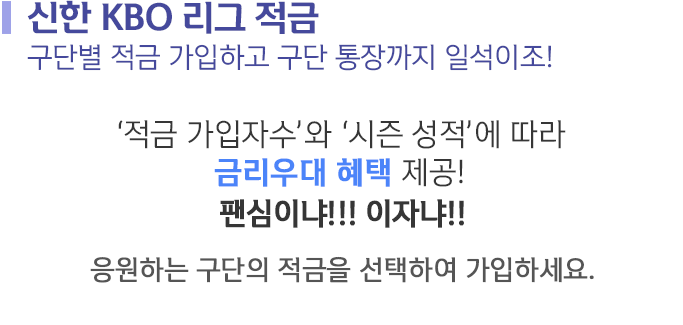 신한 KBO 리그 적금
구단별 적금 가입하고 구단 통장까지 일석이조!
‘적금 가입자수’와 ‘시즌 성적’에 따라
금리우대 혜택 제공!
팬심이냐!!! 이자냐!!
응원하는 구단의 적금을 선택하여 가입하세요.